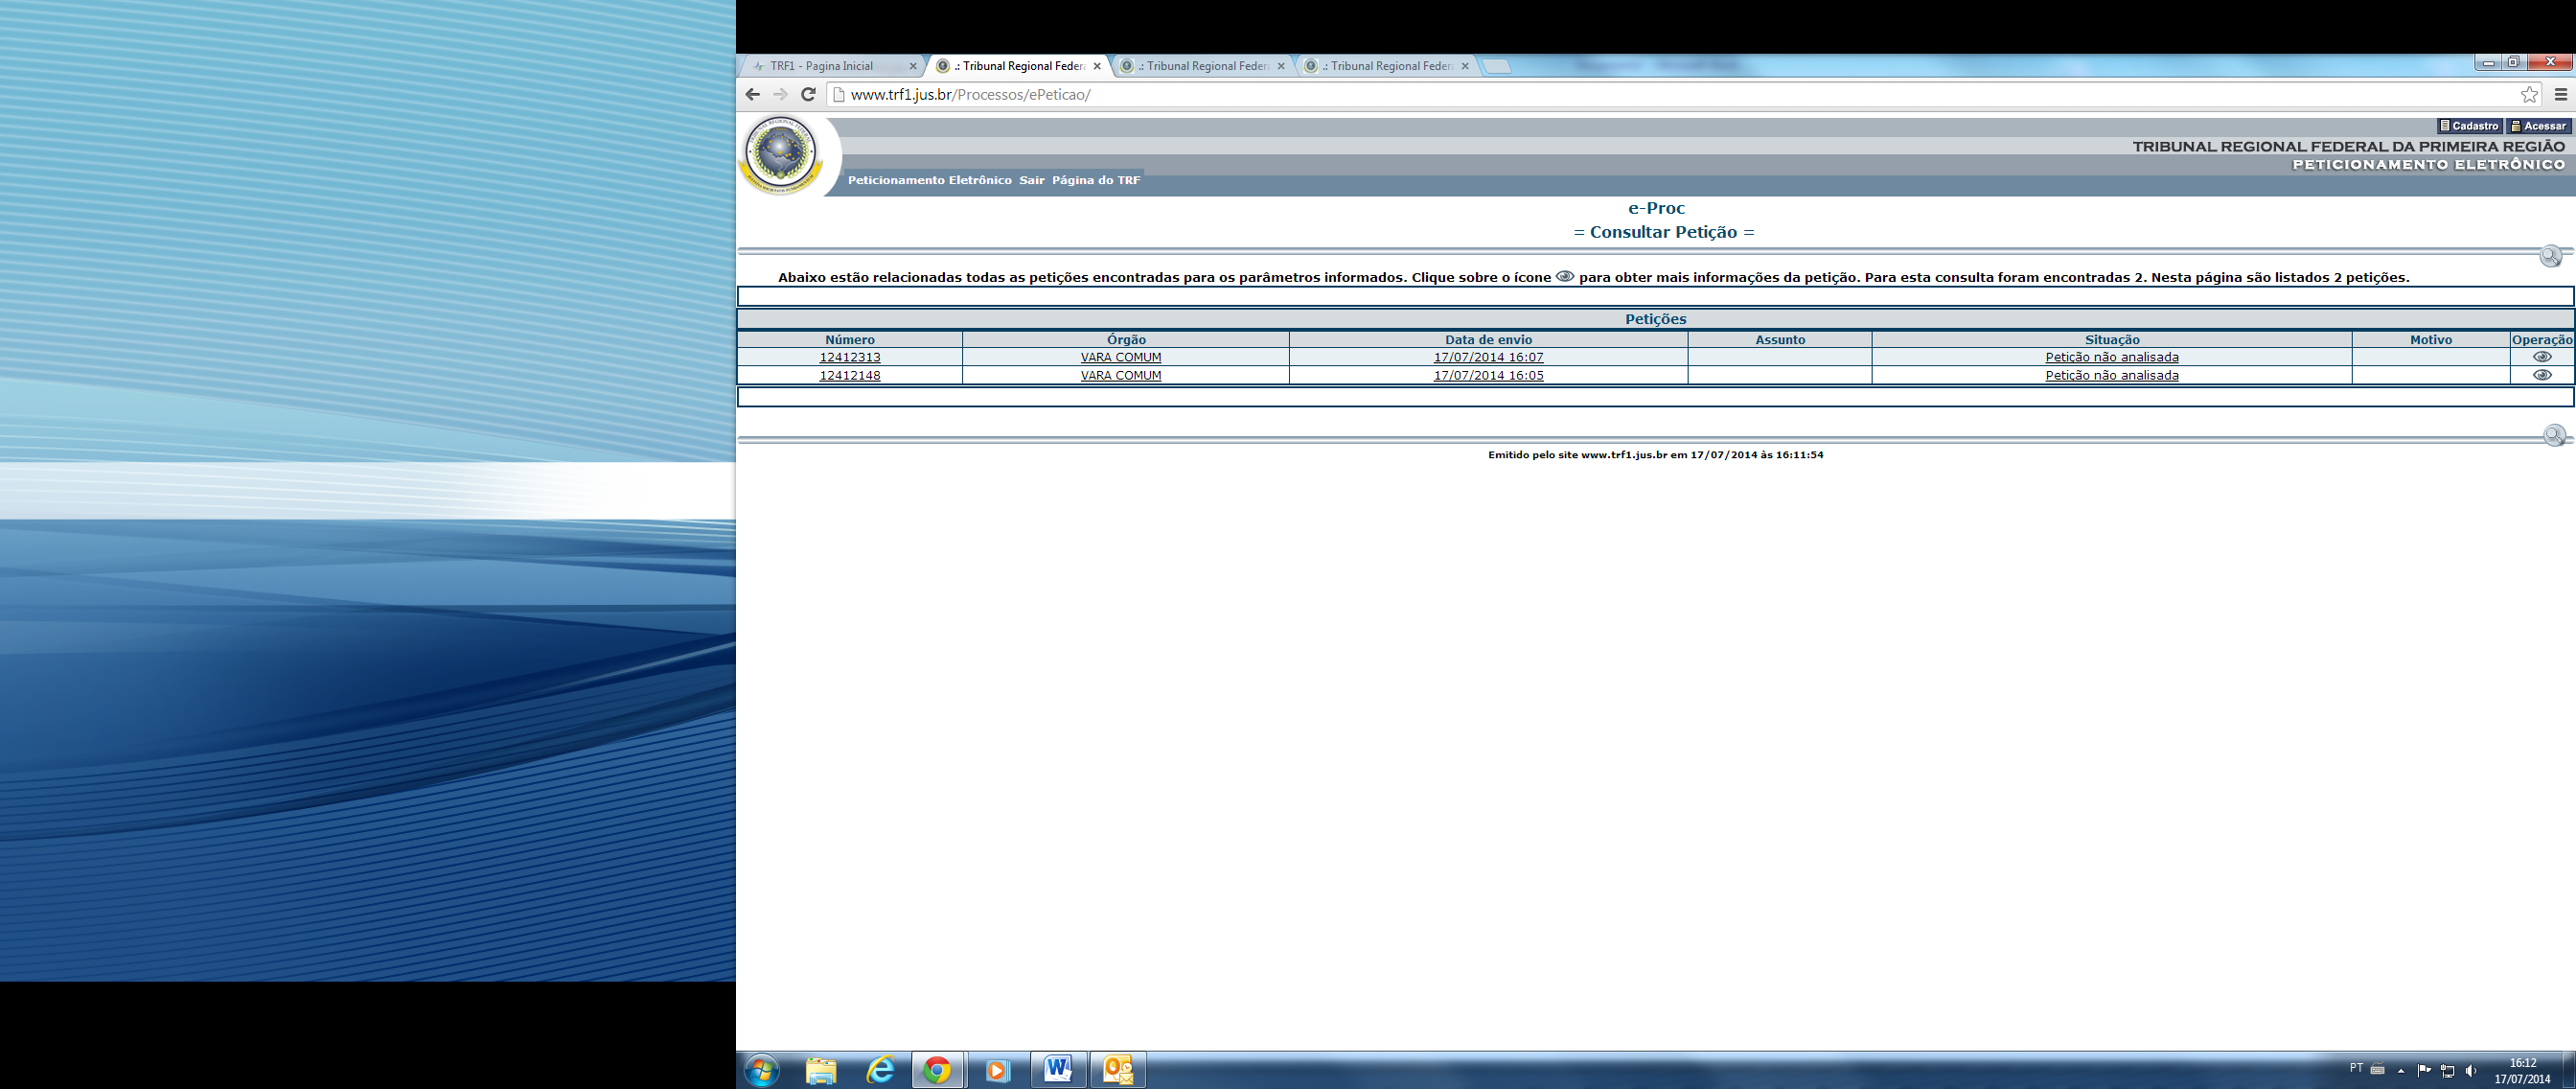 TRF1 - Pagina Inicial
.: Tribunal Regional Feder
.: Tribunal Regional Feder
.: Tribunal Regional Feder
www.trf1.jus.br/Processos/ePeticao/
Cadastro Acessar
TRIBUNAL REGIONAL FEDERAL DA PRIMEIRA REGIÃO
PETICIONAMENTO ELETRÔNICO
Peticionamento Eletrônico Sair Página do TRF
e-Proc
= Consultar Petição =
Abaixo estão relacionadas todas as petições encontradas para os parâmetros informados. Clique sobre o ícone para obter mais informações da petição. Para esta consulta foram encontradas 2. Nesta página são listados 2 petições.
Petições
Número Órgão Data de envio Assunto Situação Motivo Operação
12412313 VARA COMUM 17/07/2014 16:07 Petição não analisada
12412148 VARA COMUM 17/07/2014 16:05 Petição não analisada
Emitido pelo site www.trf1.jus.br em 17/07/2014 às 16:11:54
PT
16:12
17/07/2014